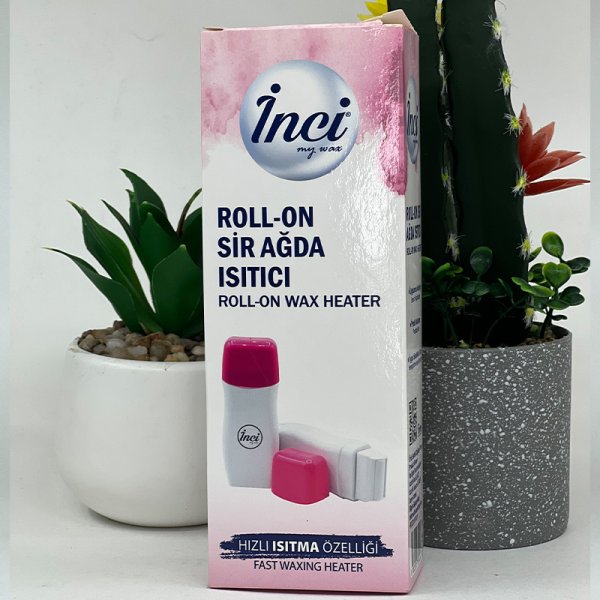 İnci
my wax
ROLL-ON
SİR AĞDA
ISITICI
ROLL-ON WAX HEATER
İnci
HIZLI ISITMA ÖZELLİĞİ
FAST WAXING HEATER